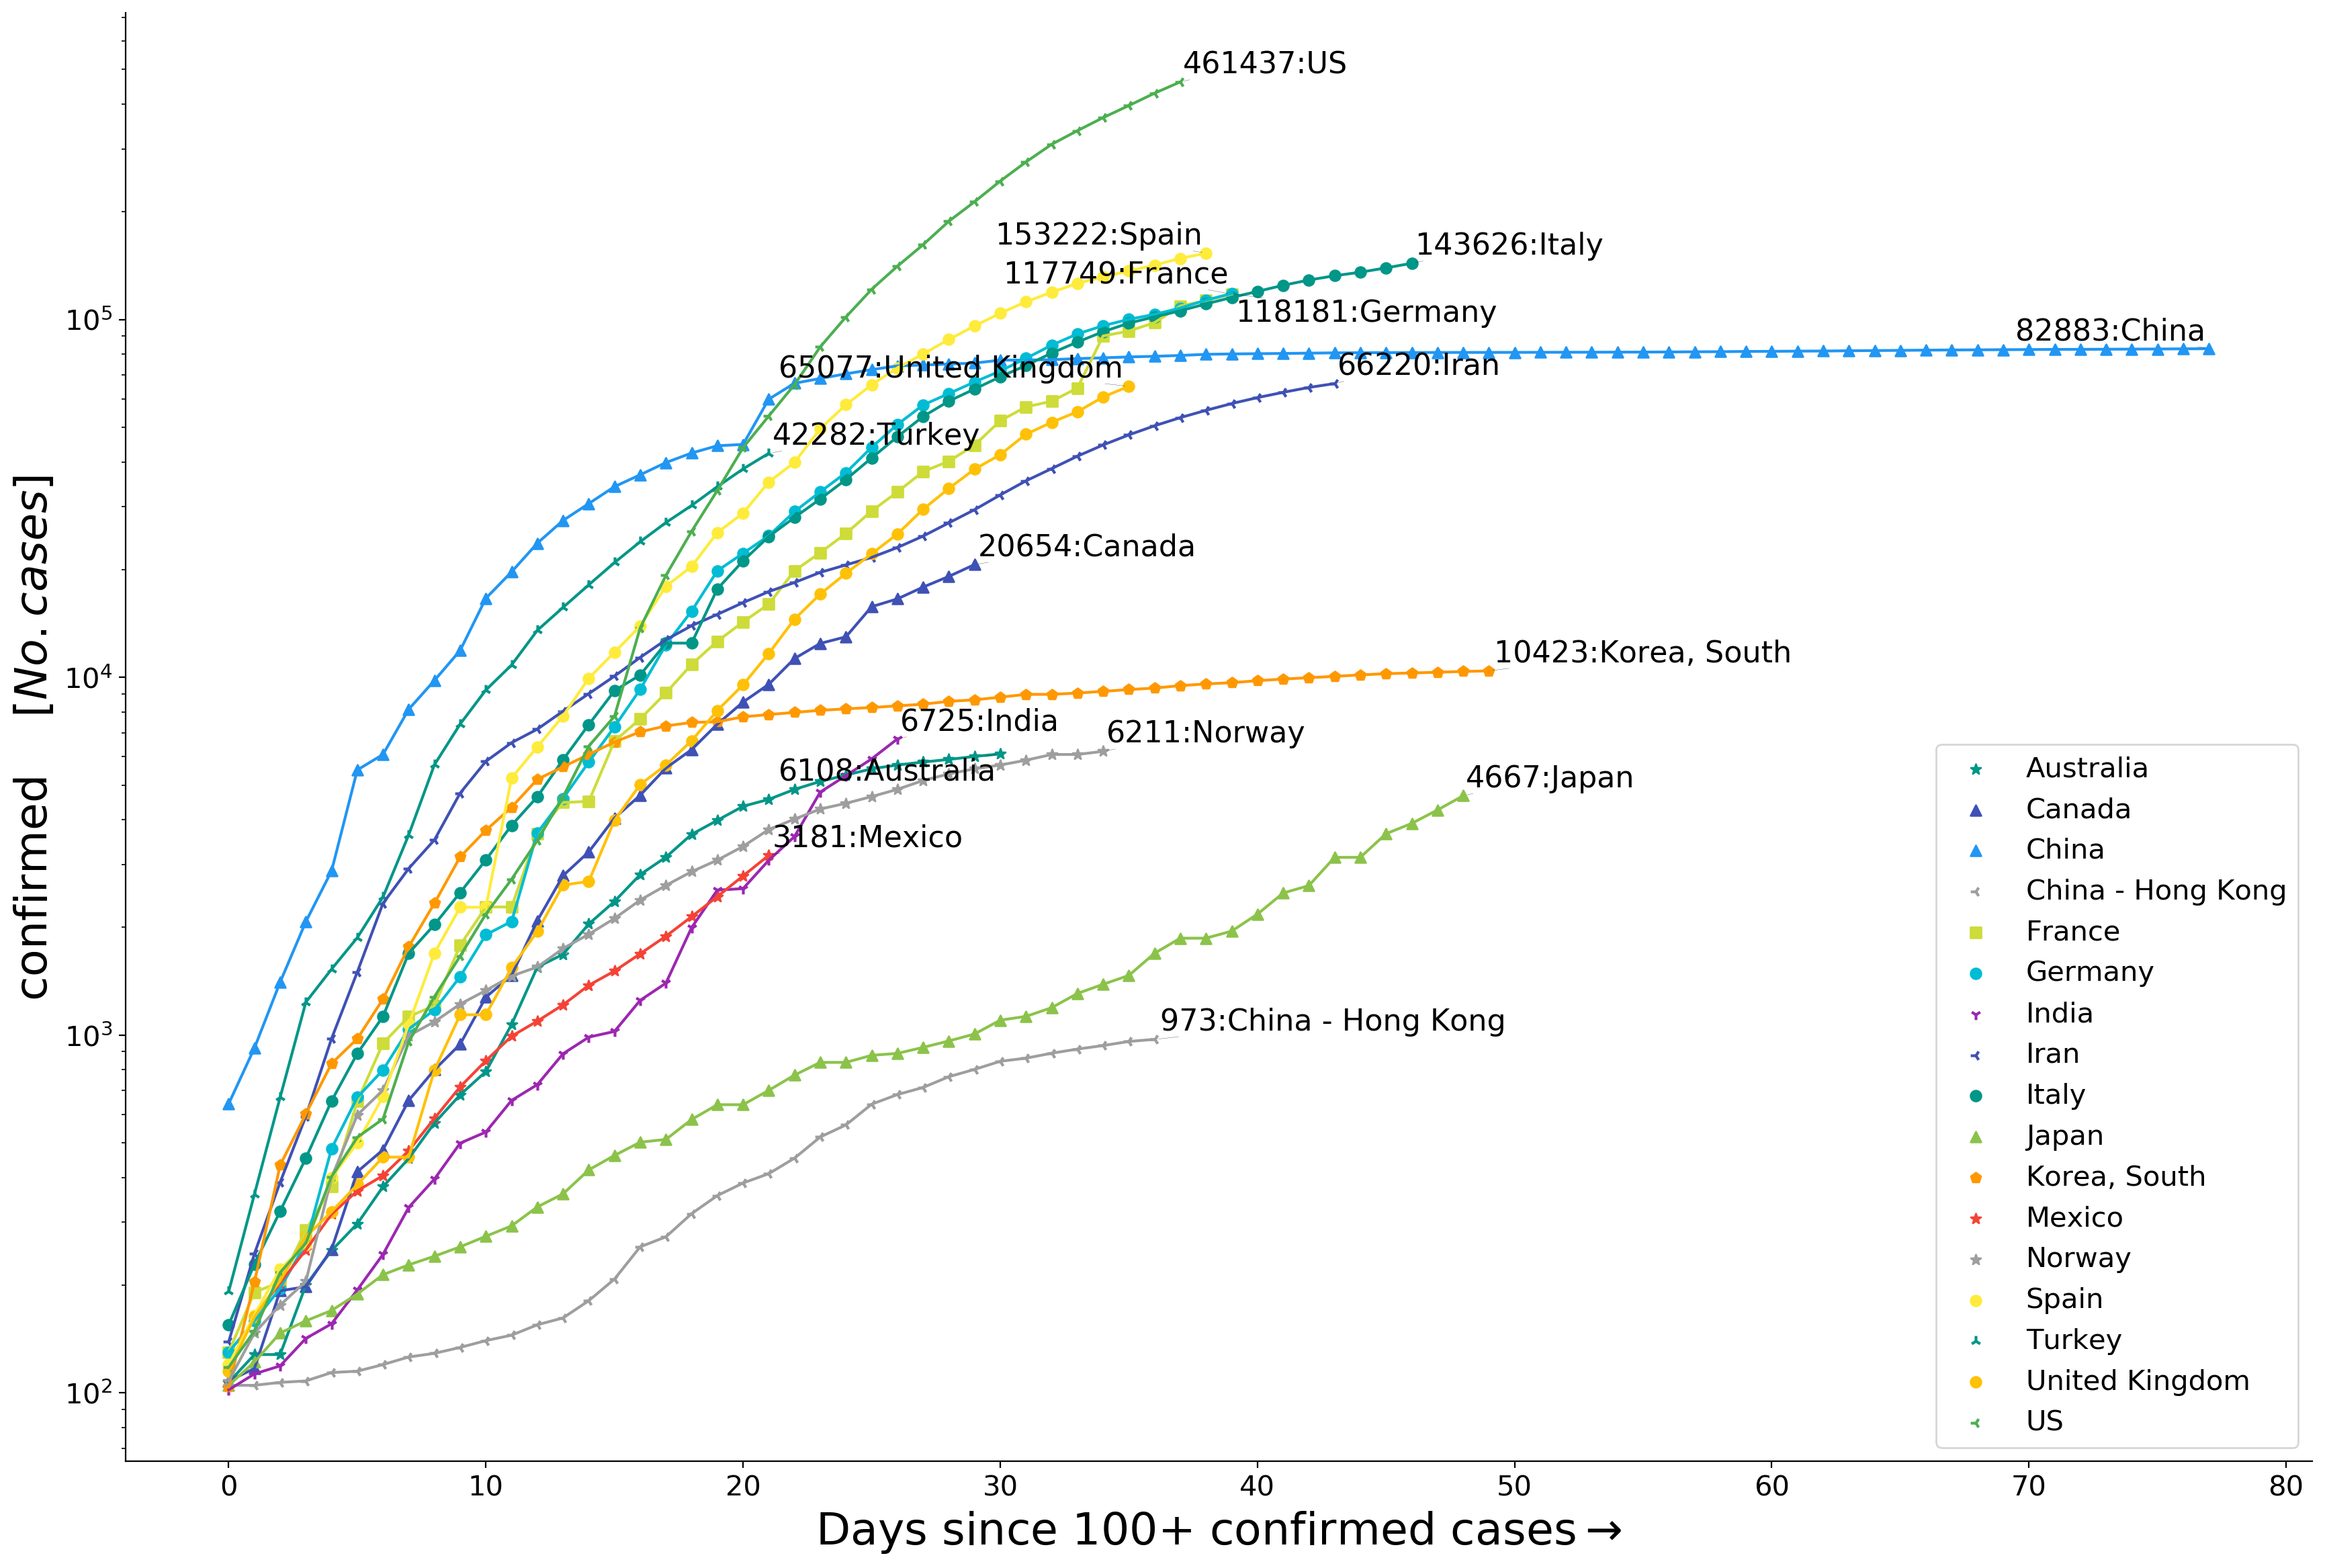 461437:US
153222:Spain
143626:Italy
117749:France
118181:Germany
82883:China
65077:United Kingdom
66220:Iran
42282:Turkey
20654:Canada
10423:Korea, South
6725:India
6211:Norway
6108:Australia
4667:Japan
3181:Mexico
973:China - Hong Kong
confirmed [No. cases]
10^5
10^4
10^3
10^2
0 10 20 30 40 50 60 70 80
Days since 100+ confirmed cases→
Australia
Canada
China
China - Hong Kong
France
Germany
India
Iran
Italy
Japan
Korea, South
Mexico
Norway
Spain
Turkey
United Kingdom
US